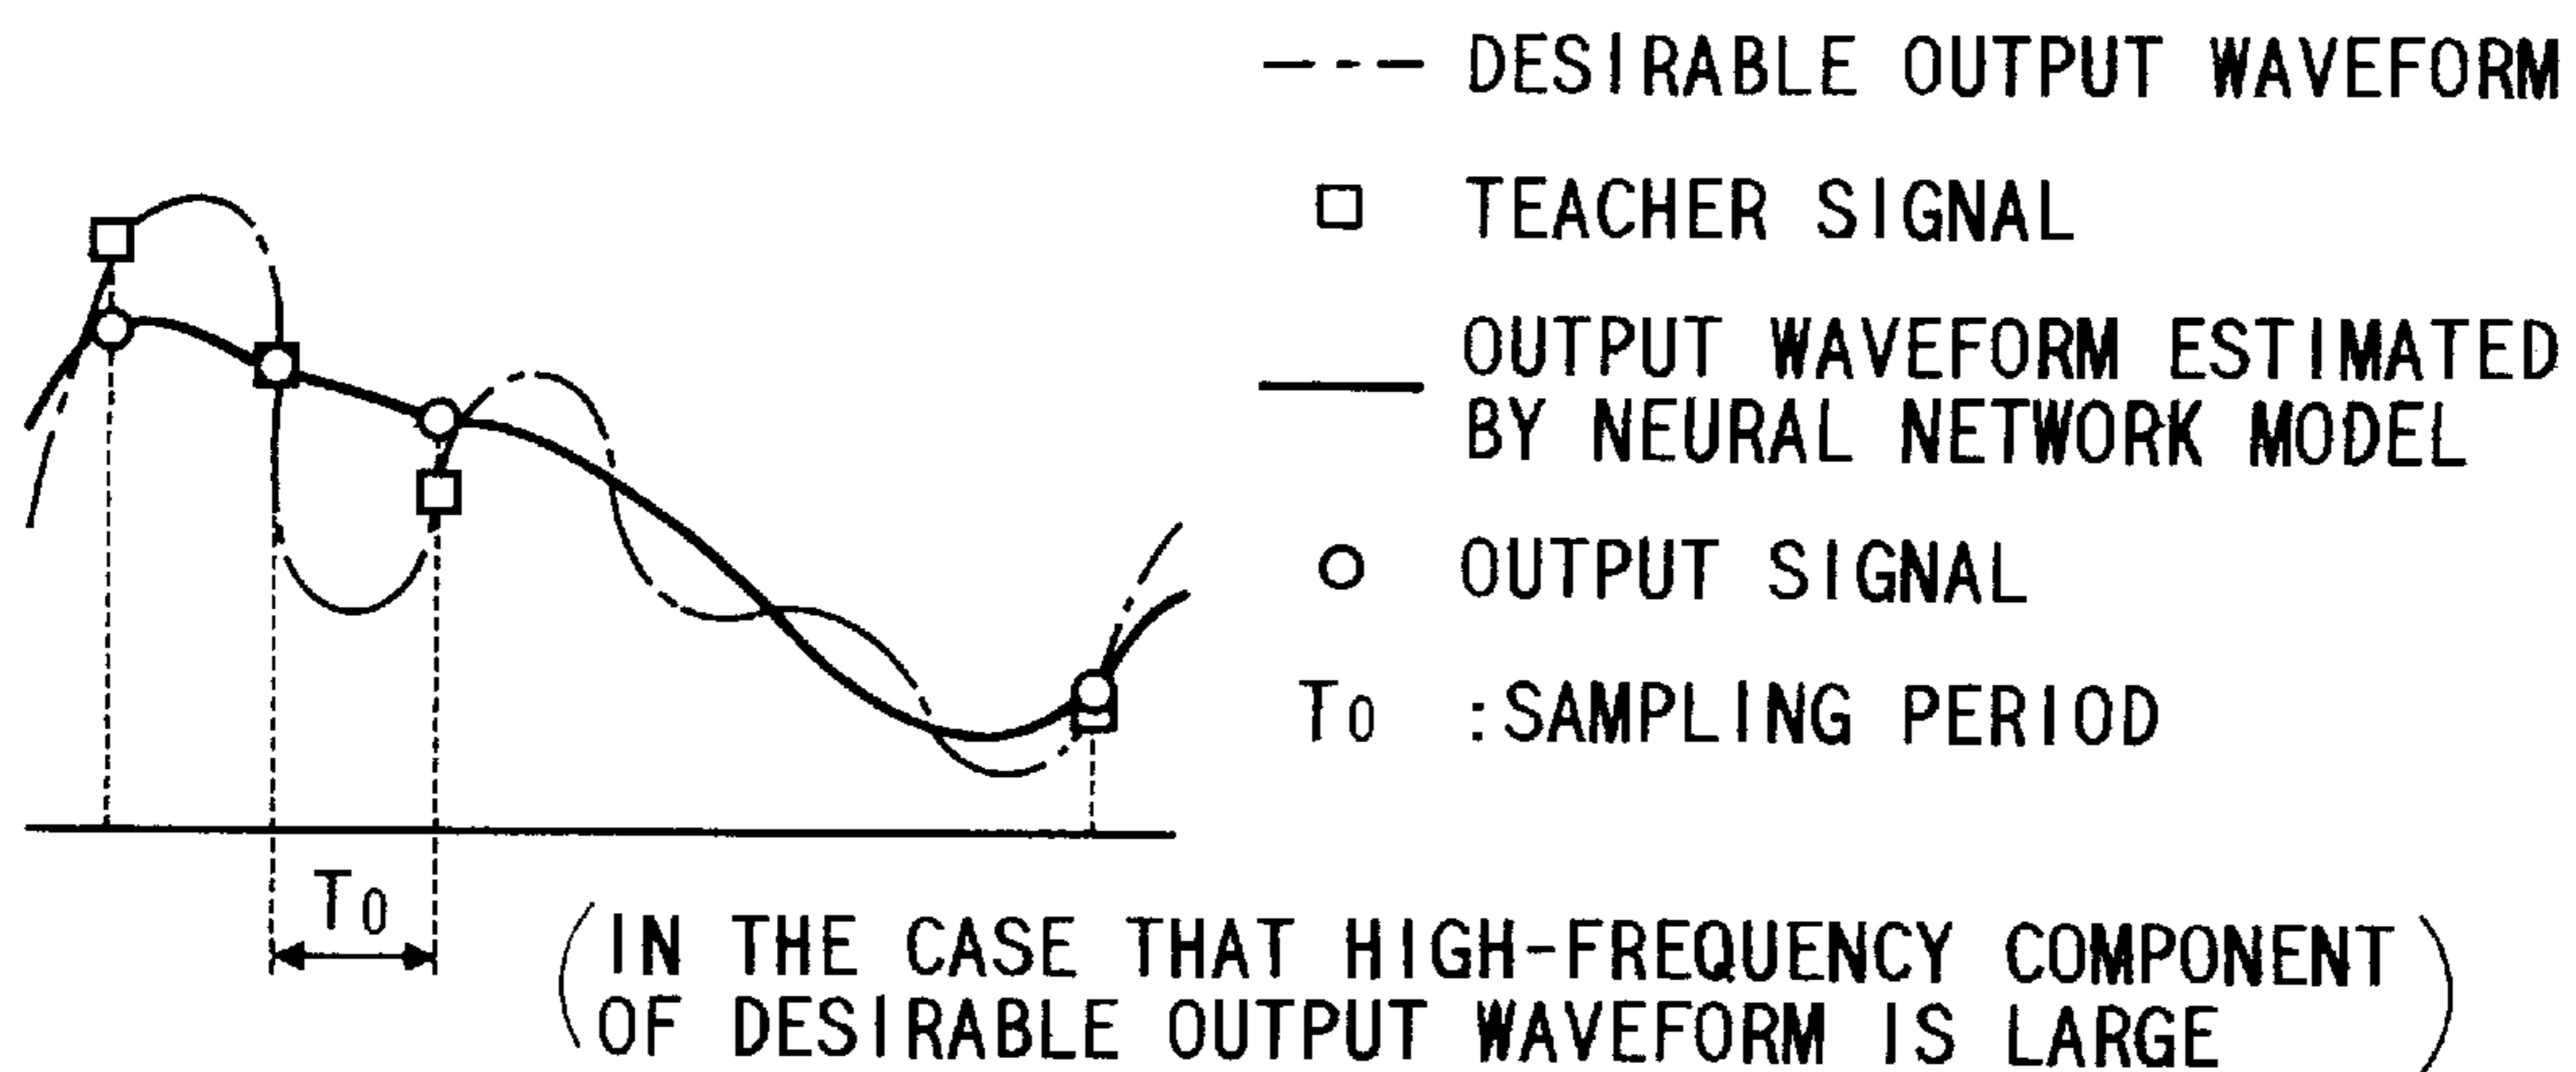 DESIRABLE OUTPUT WAVEFORM
TEACHER SIGNAL
OUTPUT WAVEFORM ESTIMATED
BY NEURAL NETWORK MODEL
OUTPUT SIGNAL
T0 :SAMPLING PERIOD
T0
(IN THE CASE THAT HIGH-FREQUENCY COMPONENT
OF DESIRABLE OUTPUT WAVEFORM IS LARGE)